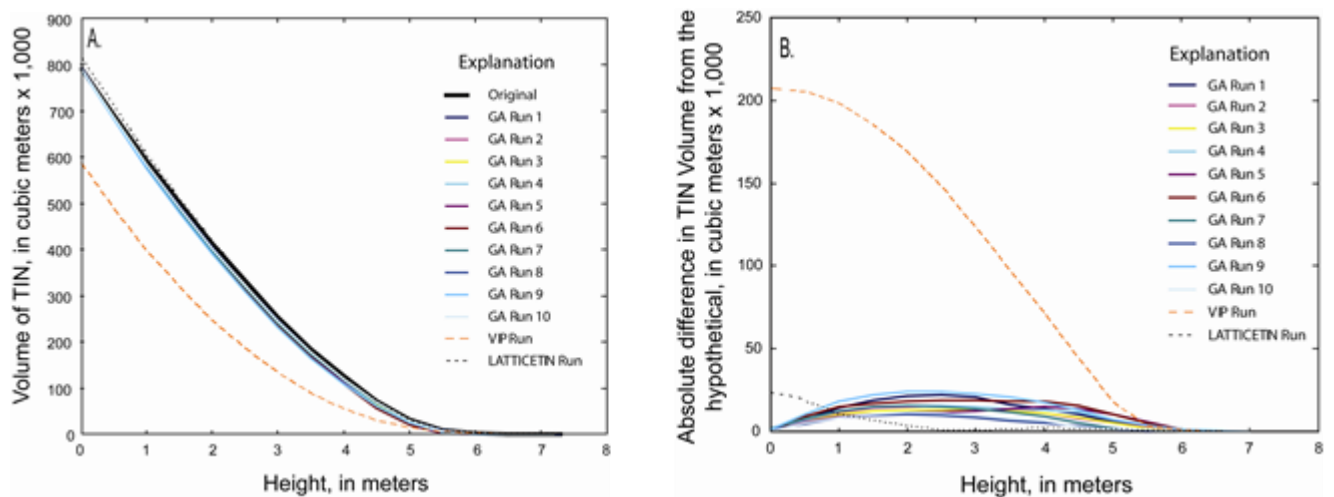 A.
Volume of TIN, in cubic meters x 1,000
900
800
700
600
500
400
300
200
100
0
0 1 2 3 4 5 6 7 8
Height, in meters
Explanation
Original
GA Run 1
GA Run 2
GA Run 3
GA Run 4
GA Run 5
GA Run 6
GA Run 7
GA Run 8
GA Run 9
GA Run 10
VIP Run
LATTICETIN Run
B.
Absolute difference in TIN Volume from the
hypothetical, in cubic meters x 1,000
250
200
150
100
50
0
0 1 2 3 4 5 6 7 8
Height, in meters
Explanation
GA Run 1
GA Run 2
GA Run 3
GA Run 4
GA Run 5
GA Run 6
GA Run 7
GA Run 8
GA Run 9
GA Run 10
VIP Run
LATTICETIN Run